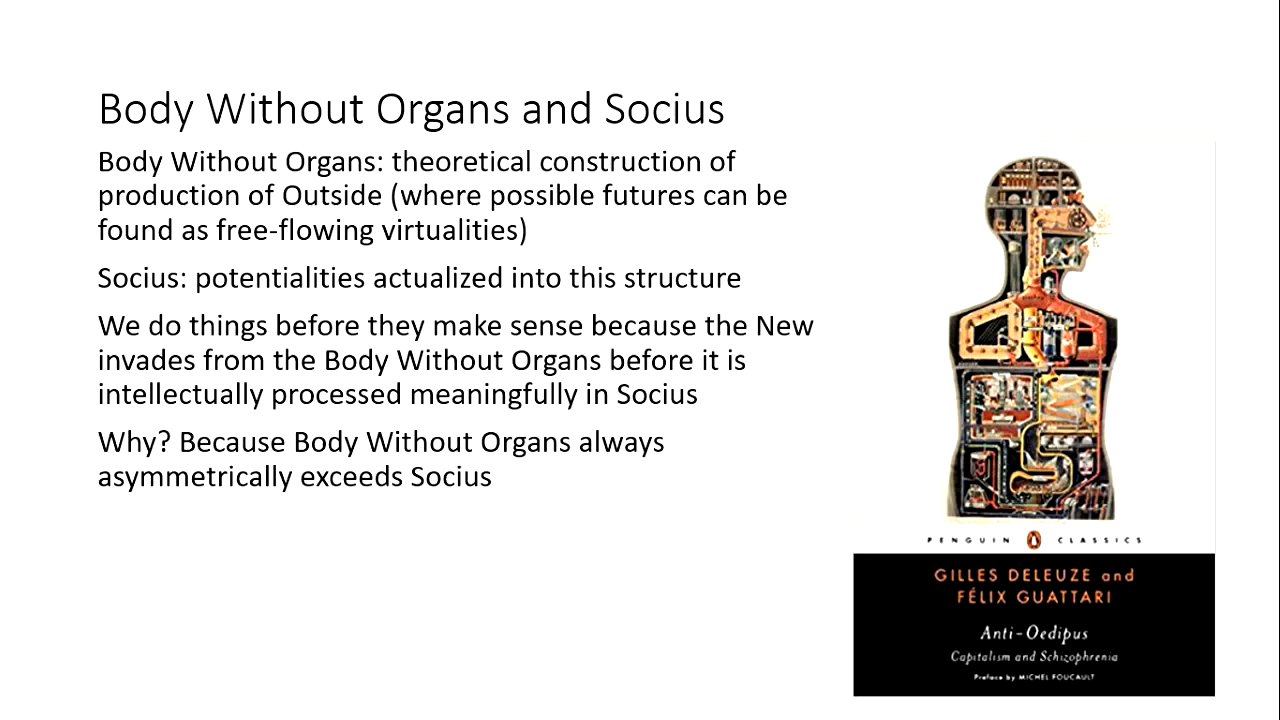 Body Without Organs and Socius
Body Without Organs: theoretical construction of
production of Outside (where possible futures can be
found as free-flowing virtualities)
Socius: potentialities actualized into this structure
We do things before they make sense because the New
invades from the Body Without Organs before it is
intellectually processed meaningfully in Socius
Why? Because Body Without Organs always
asymmetrically exceeds Socius
PENGUIN CLASSICS
GILLES DELEUZE and
FÉLIX GUATTARI
Anti-Oedipus
Capitalism and Schizophrenia
Preface by MICHEL FOUCAULT